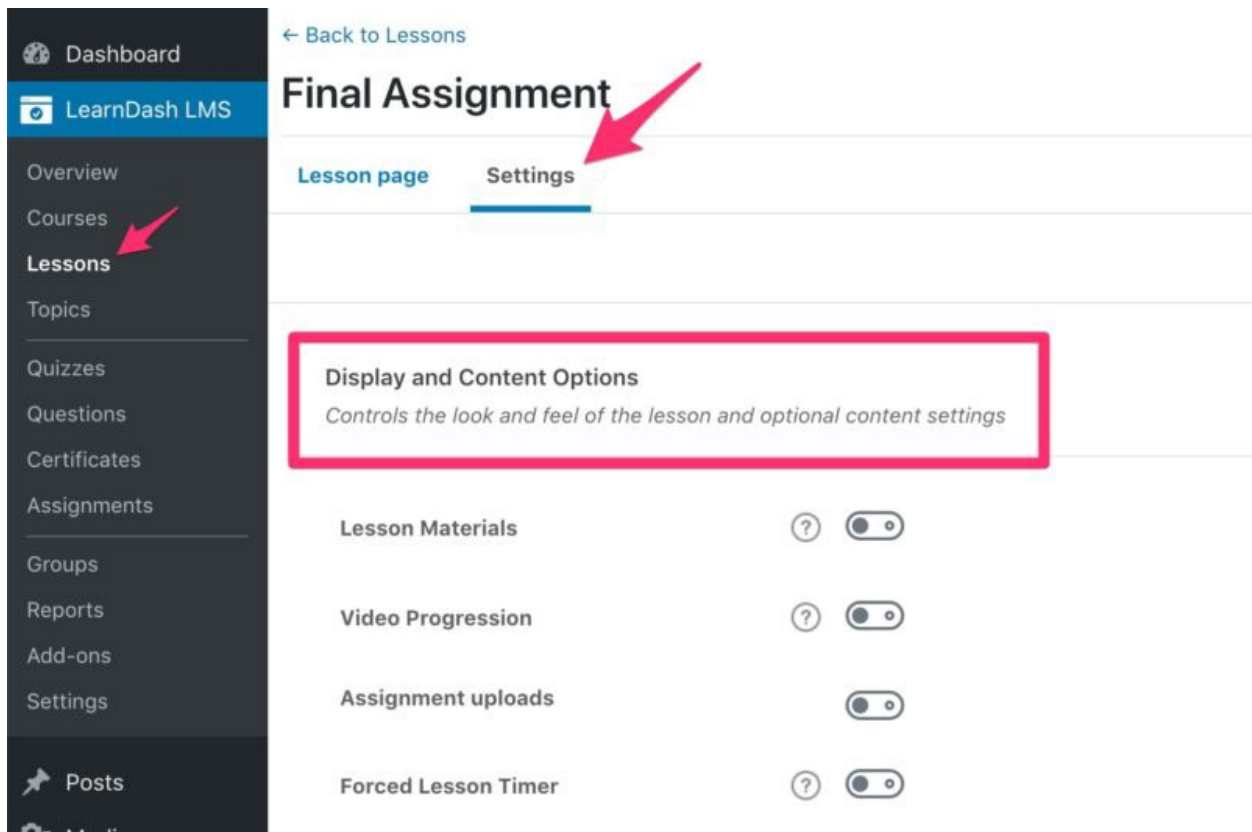 Dashboard
LearnDash LMS
Overview
Courses
Lessons
Topics
Quizzes
Questions
Certificates
Assignments
Groups
Reports
Add-ons
Settings
Posts
← Back to Lessons
Final Assignment
Lesson page
Settings
Display and Content Options
Controls the look and feel of the lesson and optional content settings
Lesson Materials
?
Video Progression
?
Assignment uploads
Forced Lesson Timer
?